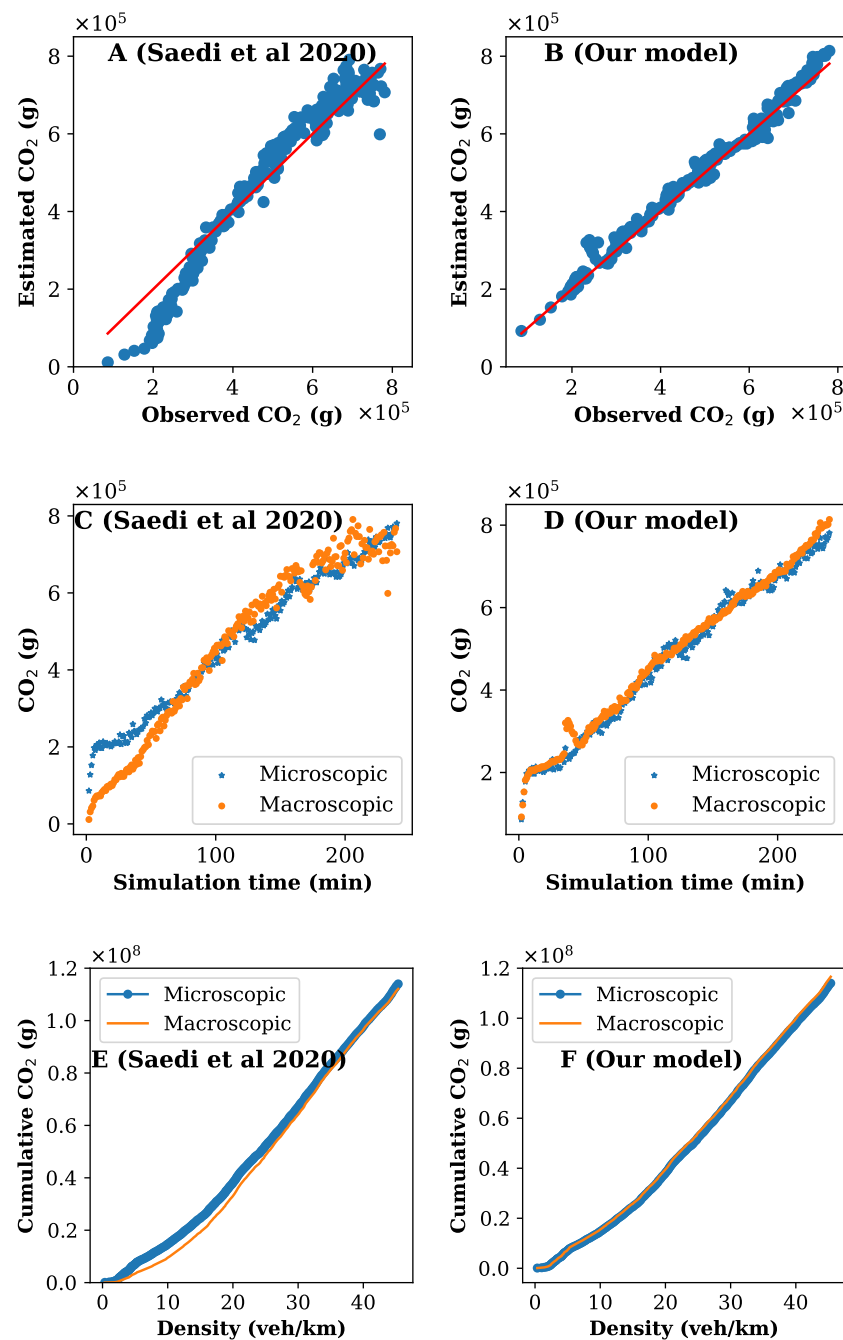 ×10⁵
A (Saedi et al 2020)
Estimated CO₂ (g)
8
6
4
2
0
0 2 4 6 8
Observed CO₂ (g) ×10⁵
×10⁵
B (Our model)
Estimated CO₂ (g)
8
6
4
2
0
2 4 6 8
Observed CO₂ (g) ×10⁵
×10⁵
C (Saedi et al 2020)
CO₂ (g)
8
6
4
2
0
Microscopic
Macroscopic
0 100 200
Simulation time (min)
×10⁵
D (Our model)
CO₂ (g)
8
6
4
2
Microscopic
Macroscopic
0 100 200
Simulation time (min)
×10⁸
1.2
1.0
0.8
0.6
0.4
0.2
0.0
Microscopic
Macroscopic
E (Saedi et al 2020)
Cumulative CO₂ (g)
0 10 20 30 40
Density (veh/km)
×10⁸
1.2
1.0
0.8
0.6
0.4
0.2
0.0
Microscopic
Macroscopic
F (Our model)
Cumulative CO₂ (g)
0 10 20 30 40
Density (veh/km)